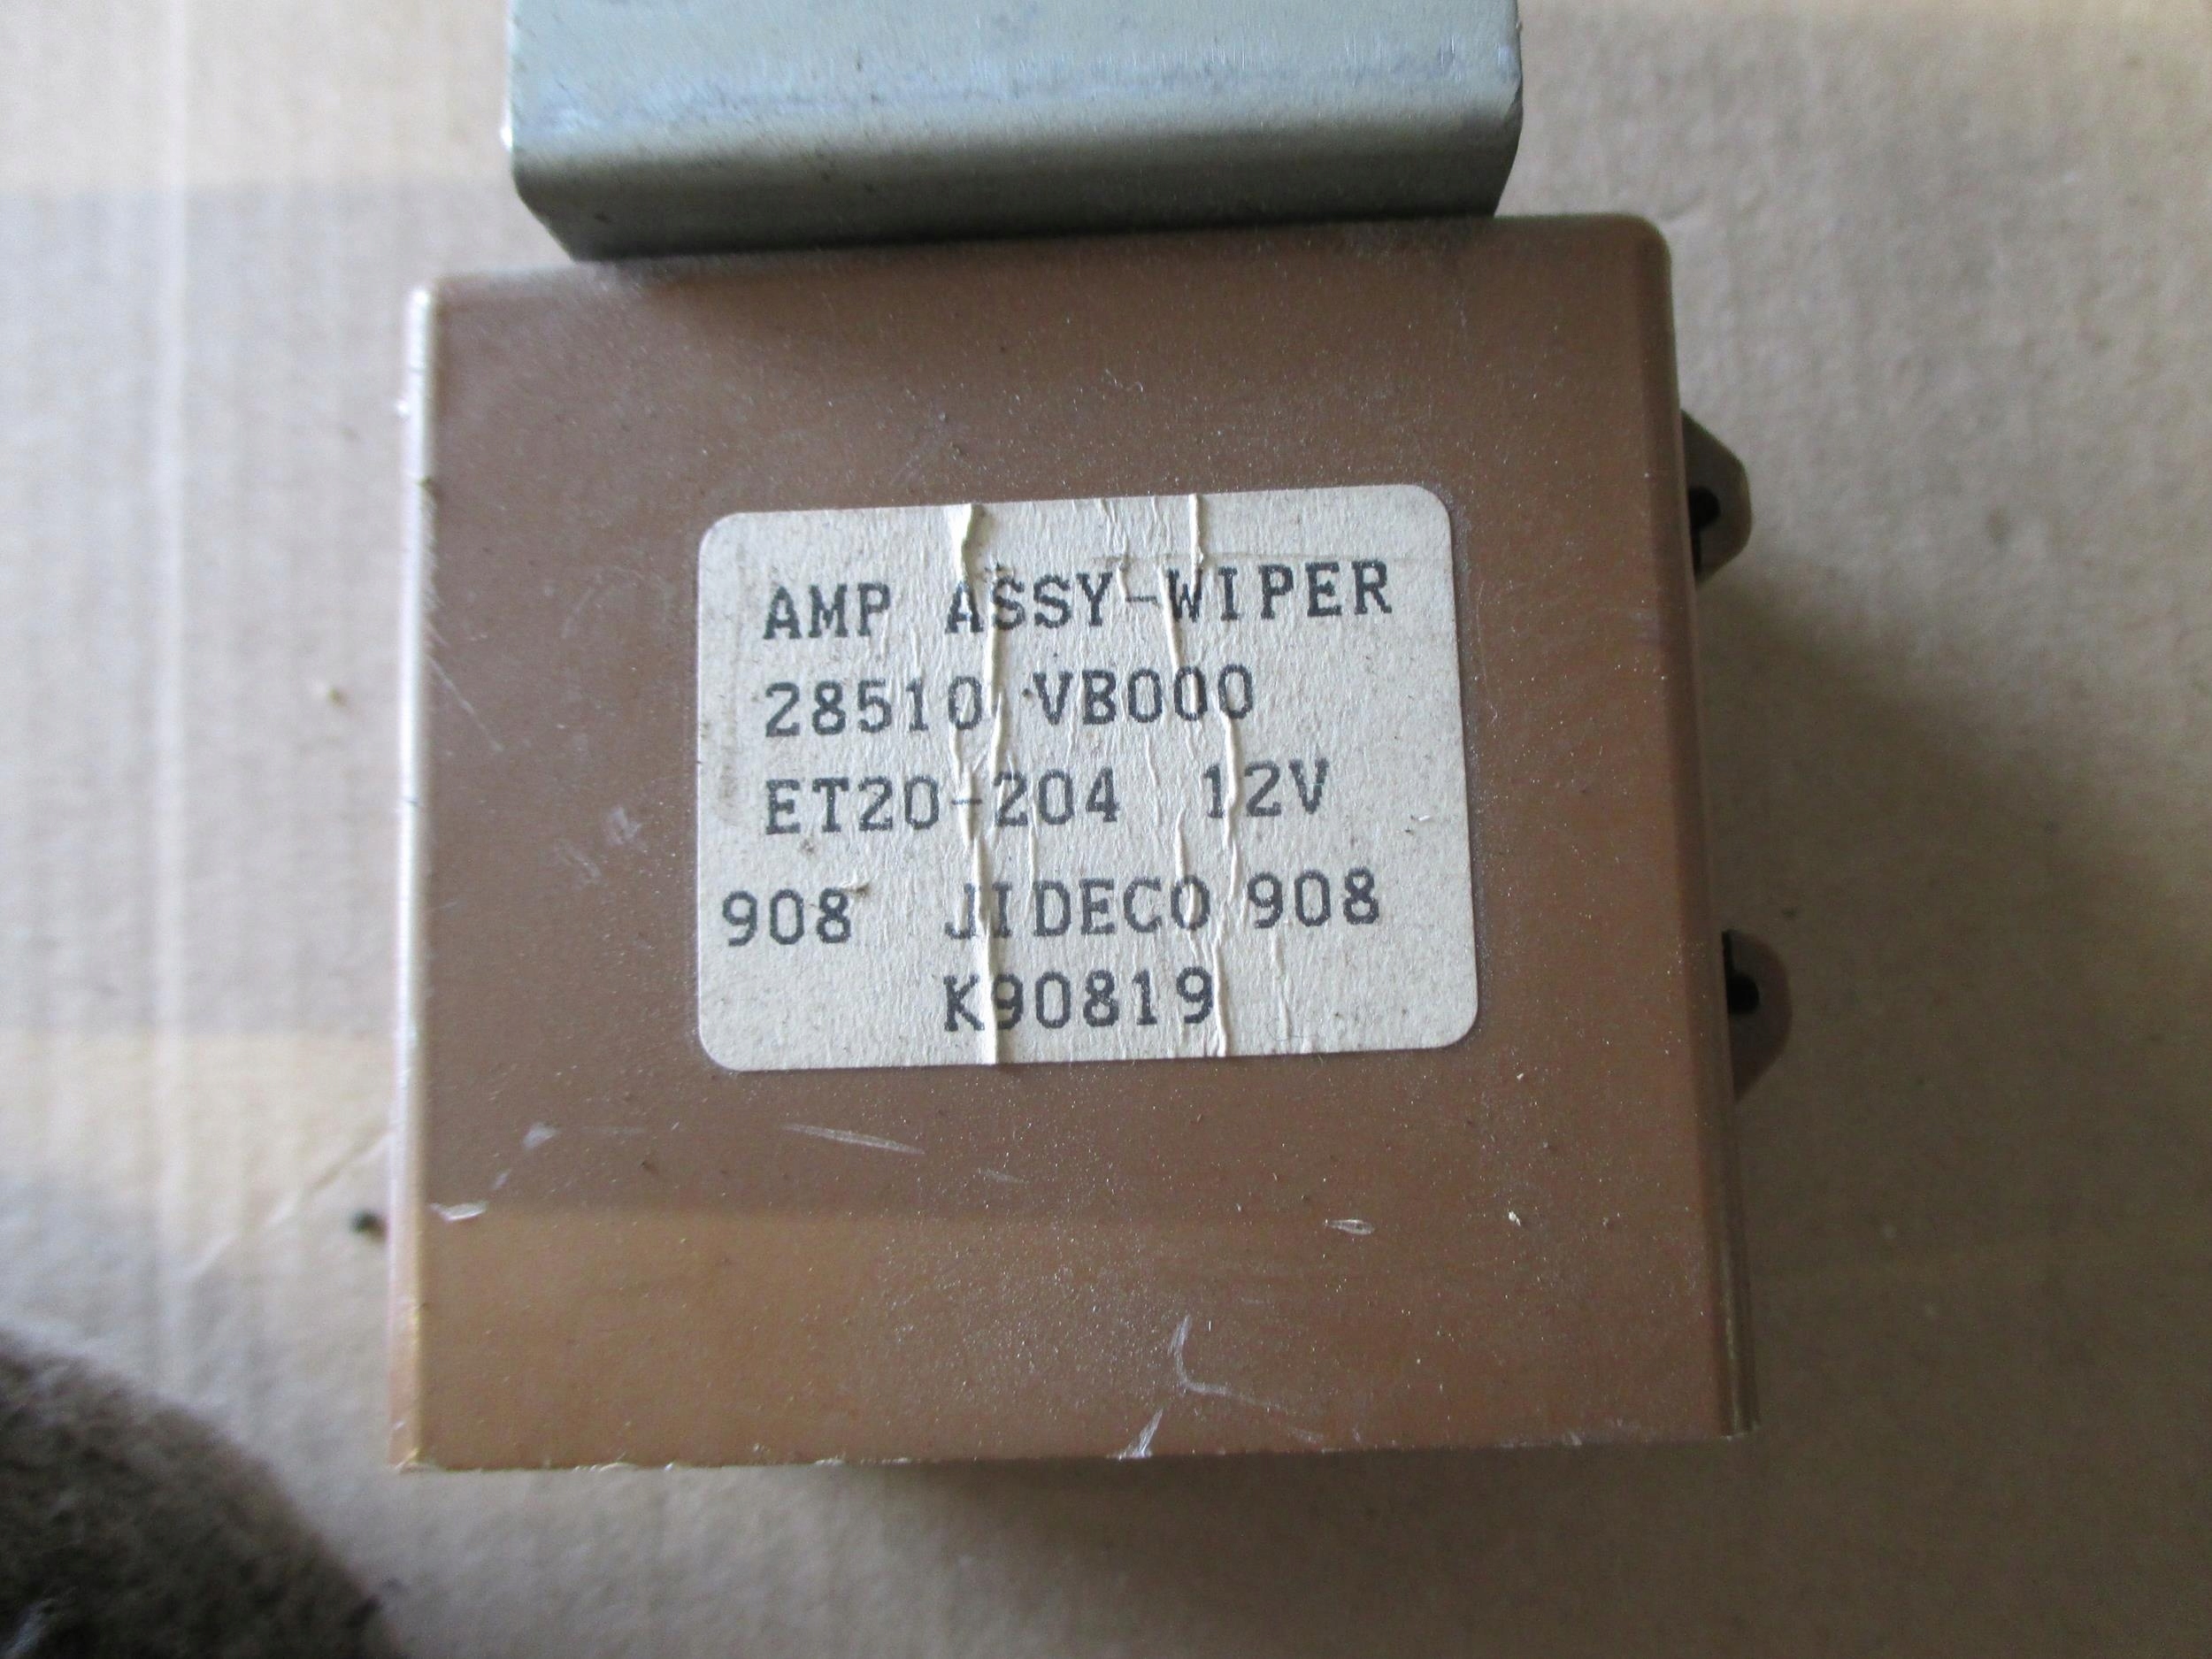 AMP ASSY-WIPER
28510 VB000
ET20-204 12V
908 JIDECO 908
K90819